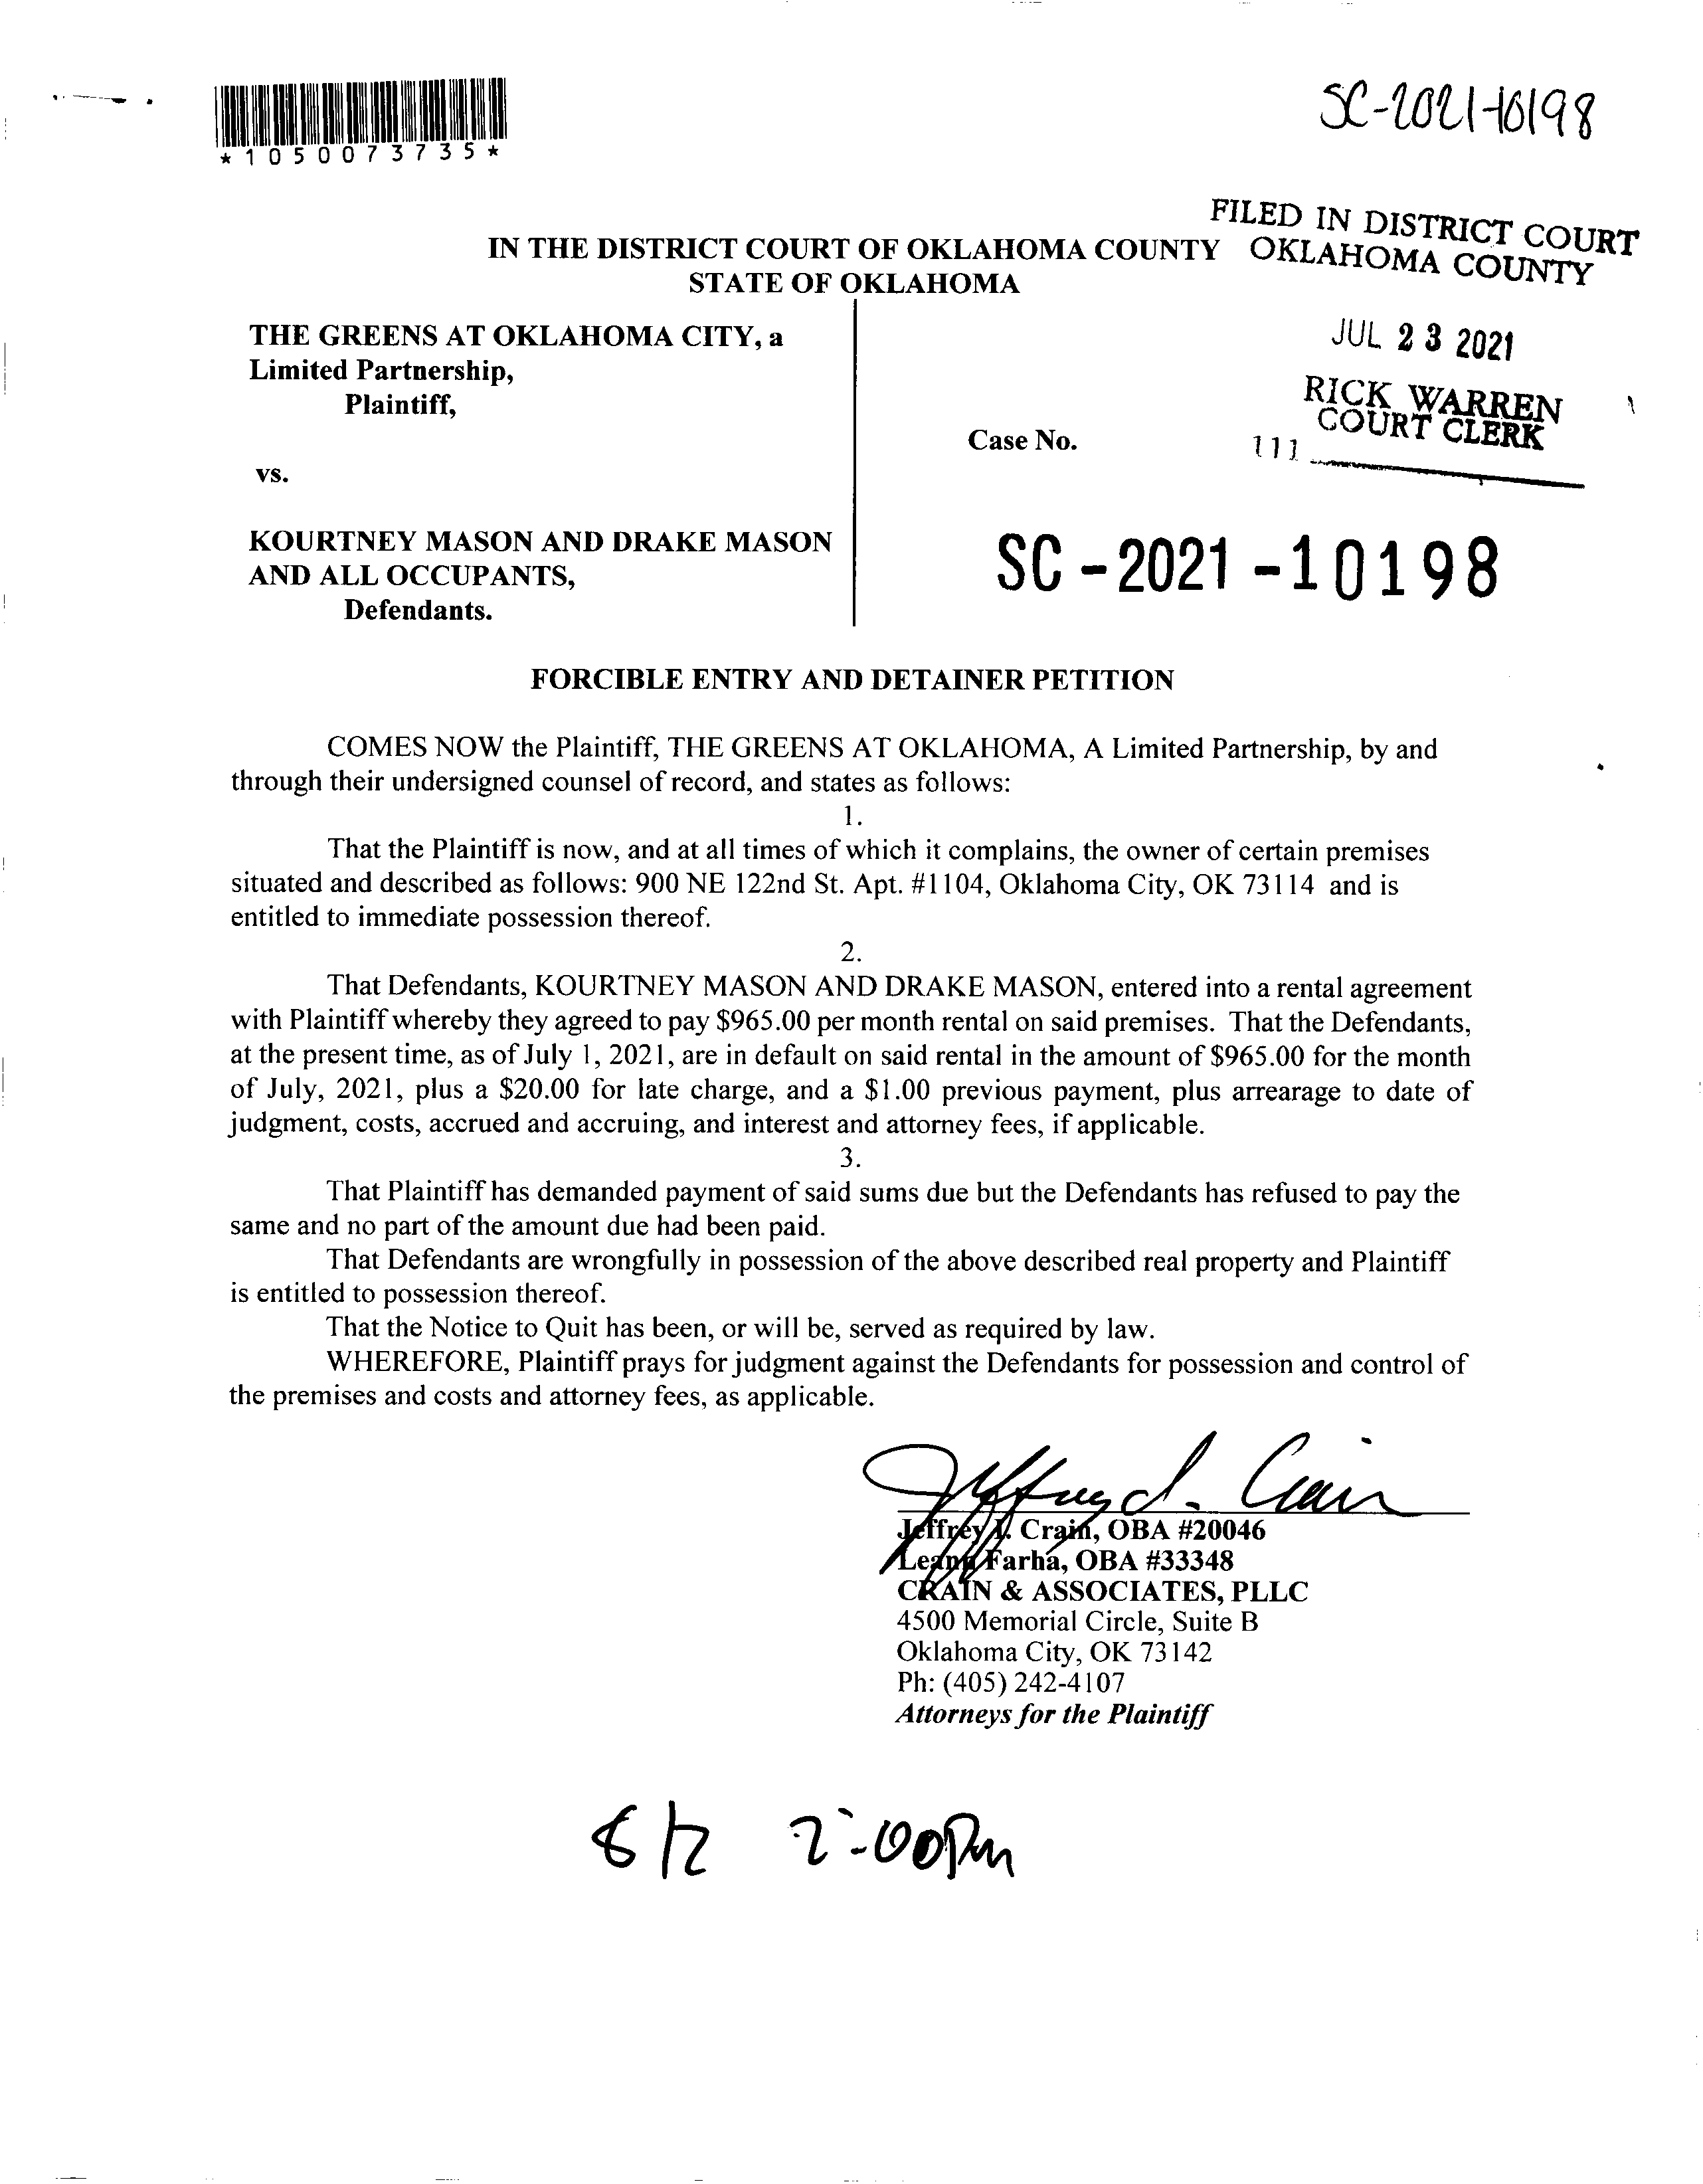 SC-2021-10198
*1050073735*
FILED IN DISTRICT COURT
OKLAHOMA COUNTY
IN THE DISTRICT COURT OF OKLAHOMA COUNTY
STATE OF OKLAHOMA
THE GREENS AT OKLAHOMA CITY, a
Limited Partnership,
Plaintiff,
JUL 23 2021
RICK WARREN
COURT CLERK
Case No.
111
vs.
KOURTNEY MASON AND DRAKE MASON
AND ALL OCCUPANTS,
Defendants.
SC-2021-10198
FORCIBLE ENTRY AND DETAINER PETITION
COMES NOW the Plaintiff, THE GREENS AT OKLAHOMA, A Limited Partnership, by and
through their undersigned counsel of record, and states as follows:
1.
That the Plaintiff is now, and at all times of which it complains, the owner of certain premises
situated and described as follows: 900 NE 122nd St. Apt. #1104, Oklahoma City, OK 73114 and is
entitled to immediate possession thereof.
2.
That Defendants, KOURTNEY MASON AND DRAKE MASON, entered into a rental agreement
with Plaintiff whereby they agreed to pay $965.00 per month rental on said premises. That the Defendants,
at the present time, as of July 1, 2021, are in default on said rental in the amount of $965.00 for the month
of July, 2021, plus a $20.00 for late charge, and a $1.00 previous payment, plus arrearage to date of
judgment, costs, accrued and accruing, and interest and attorney fees, if applicable.
3.
That Plaintiff has demanded payment of said sums due but the Defendants has refused to pay the
same and no part of the amount due had been paid.
That Defendants are wrongfully in possession of the above described real property and Plaintiff
is entitled to possession thereof.
That the Notice to Quit has been, or will be, served as required by law.
WHEREFORE, Plaintiff prays for judgment against the Defendants for possession and control of
the premises and costs and attorney fees, as applicable.
Jeffrey I. Crain, OBA #20046
Leann Farha, OBA #33348
CRAIN & ASSOCIATES, PLLC
4500 Memorial Circle, Suite B
Oklahoma City, OK 73142
Ph: (405) 242-4107
Attorneys for the Plaintiff
8/2 2:00pm